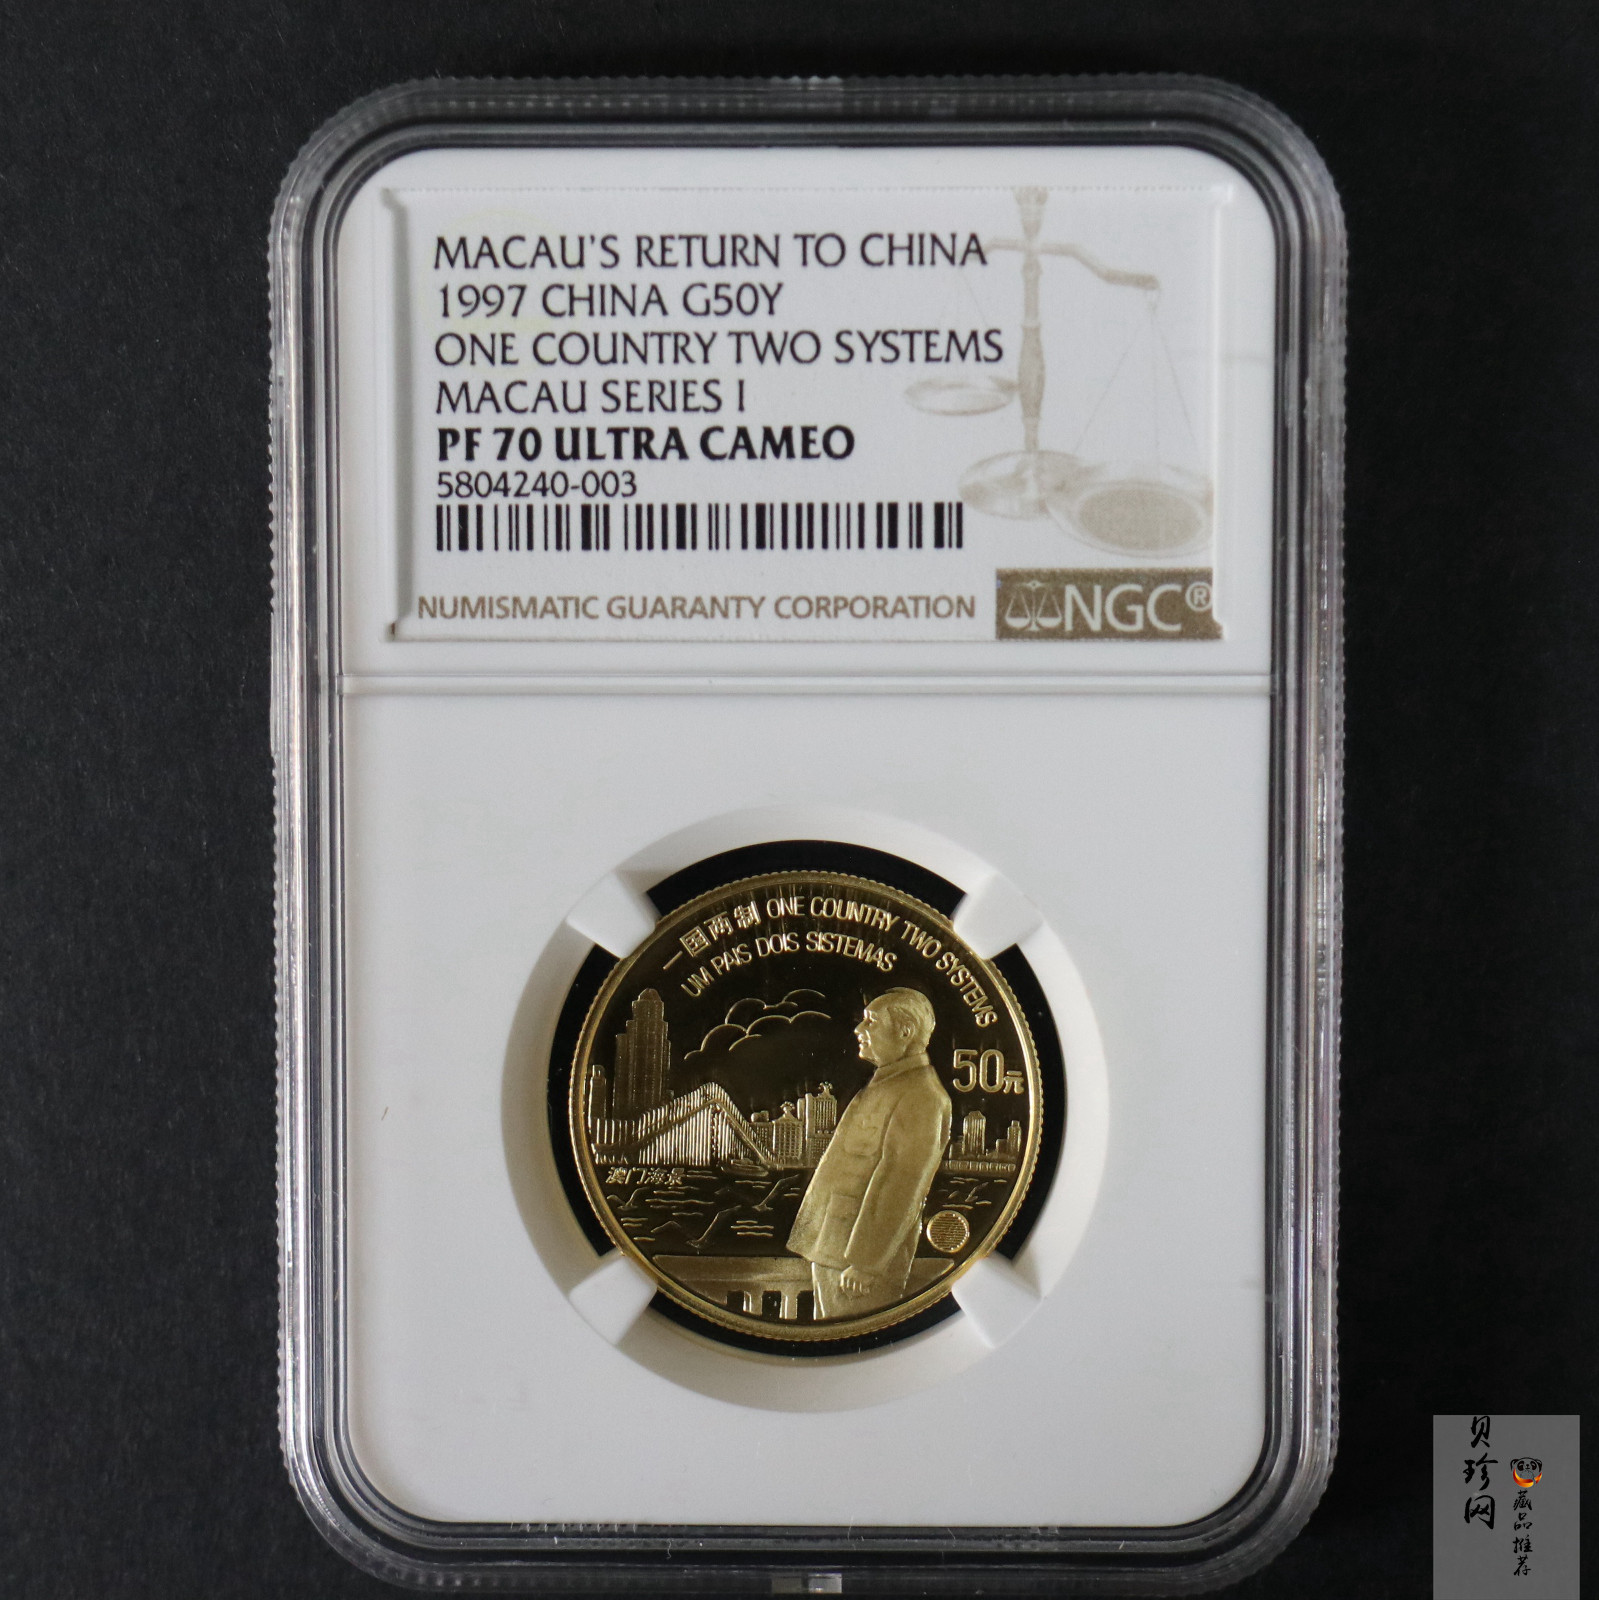 MACAU'S RETURN TO CHINA
1997 CHINA G50Y
ONE COUNTRY TWO SYSTEMS
MACAU SERIES I
PF 70 ULTRA CAMEO
5804240-003
NUMISMATIC GUARANTY CORPORATION
NGC®
一国两制 ONE COUNTRY TWO SYSTEMS
UM PAIS DOIS SISTEMAS
50元
澳门海景
贝珍网
藏品推荐